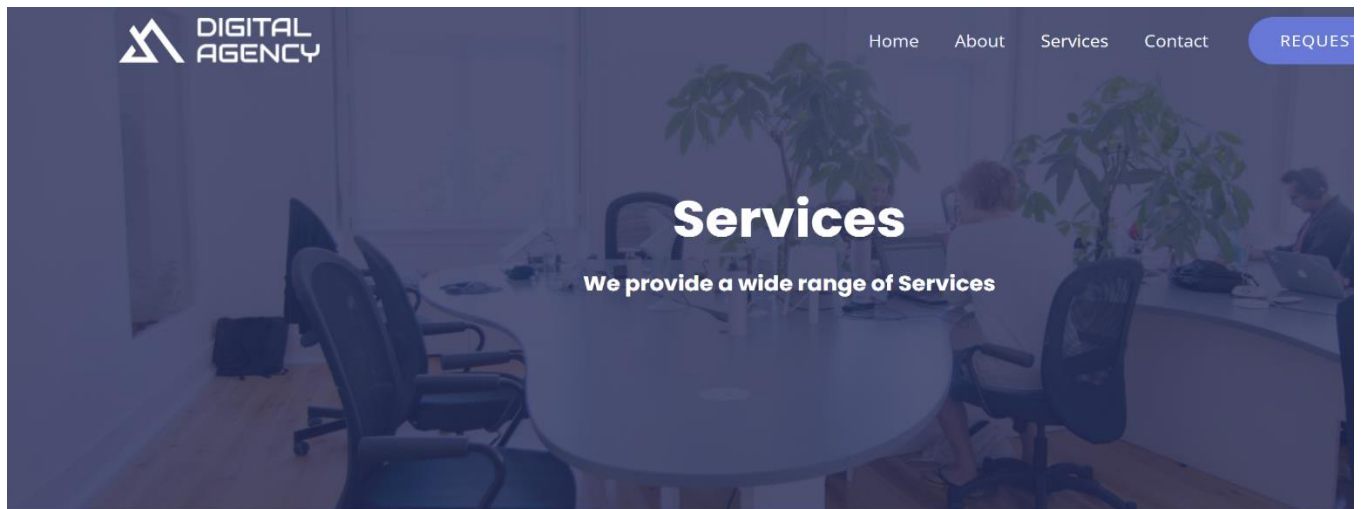 DIGITAL
AGENCY
Home About Services Contact REQUEST
Services
We provide a wide range of Services